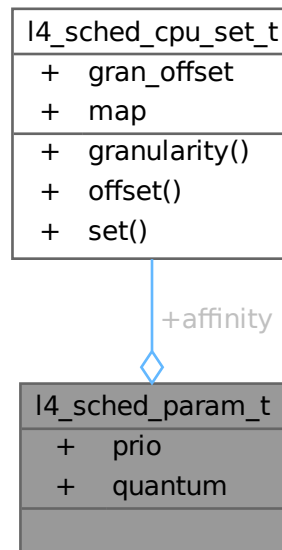 l4_sched_cpu_set_t
+ gran_offset
+ map
+ granularity()
+ offset()
+ set()
+affinity
l4_sched_param_t
+ prio
+ quantum